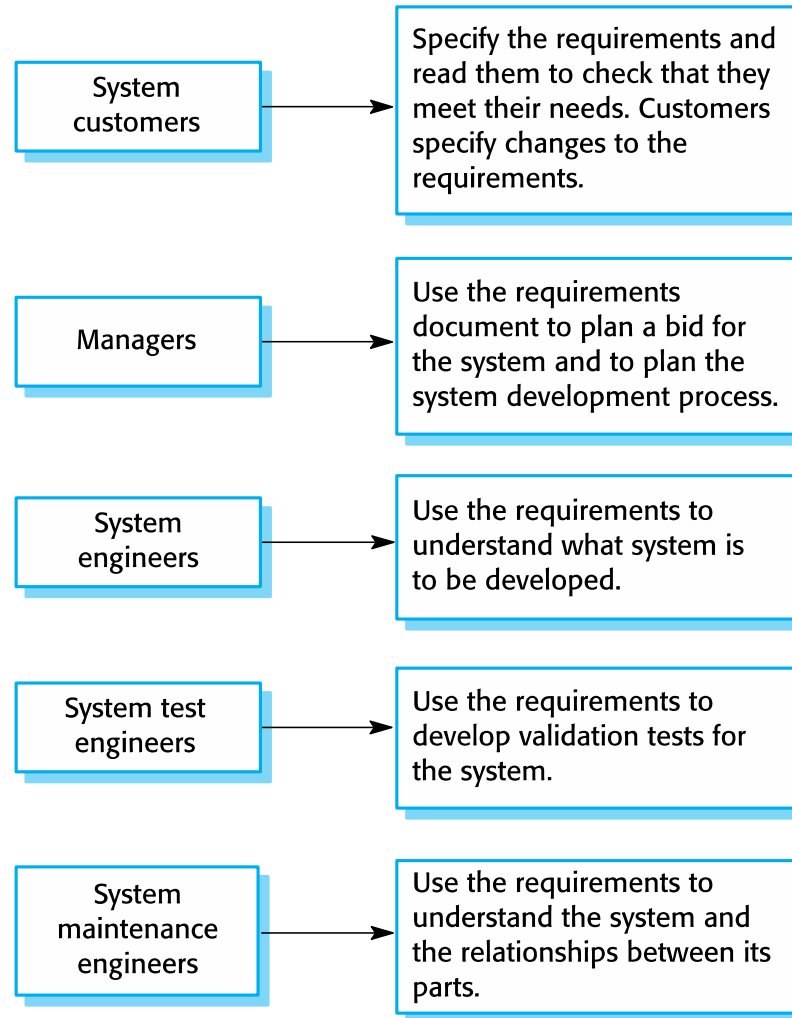 System
customers
Specify the requirements and
read them to check that they
meet their needs. Customers
specify changes to the
requirements.
Managers
Use the requirements
document to plan a bid for
the system and to plan the
system development process.
System
engineers
Use the requirements to
understand what system is
to be developed.
System test
engineers
Use the requirements to
develop validation tests for
the system.
System
maintenance
engineers
Use the requirements to
understand the system and
the relationships between its
parts.